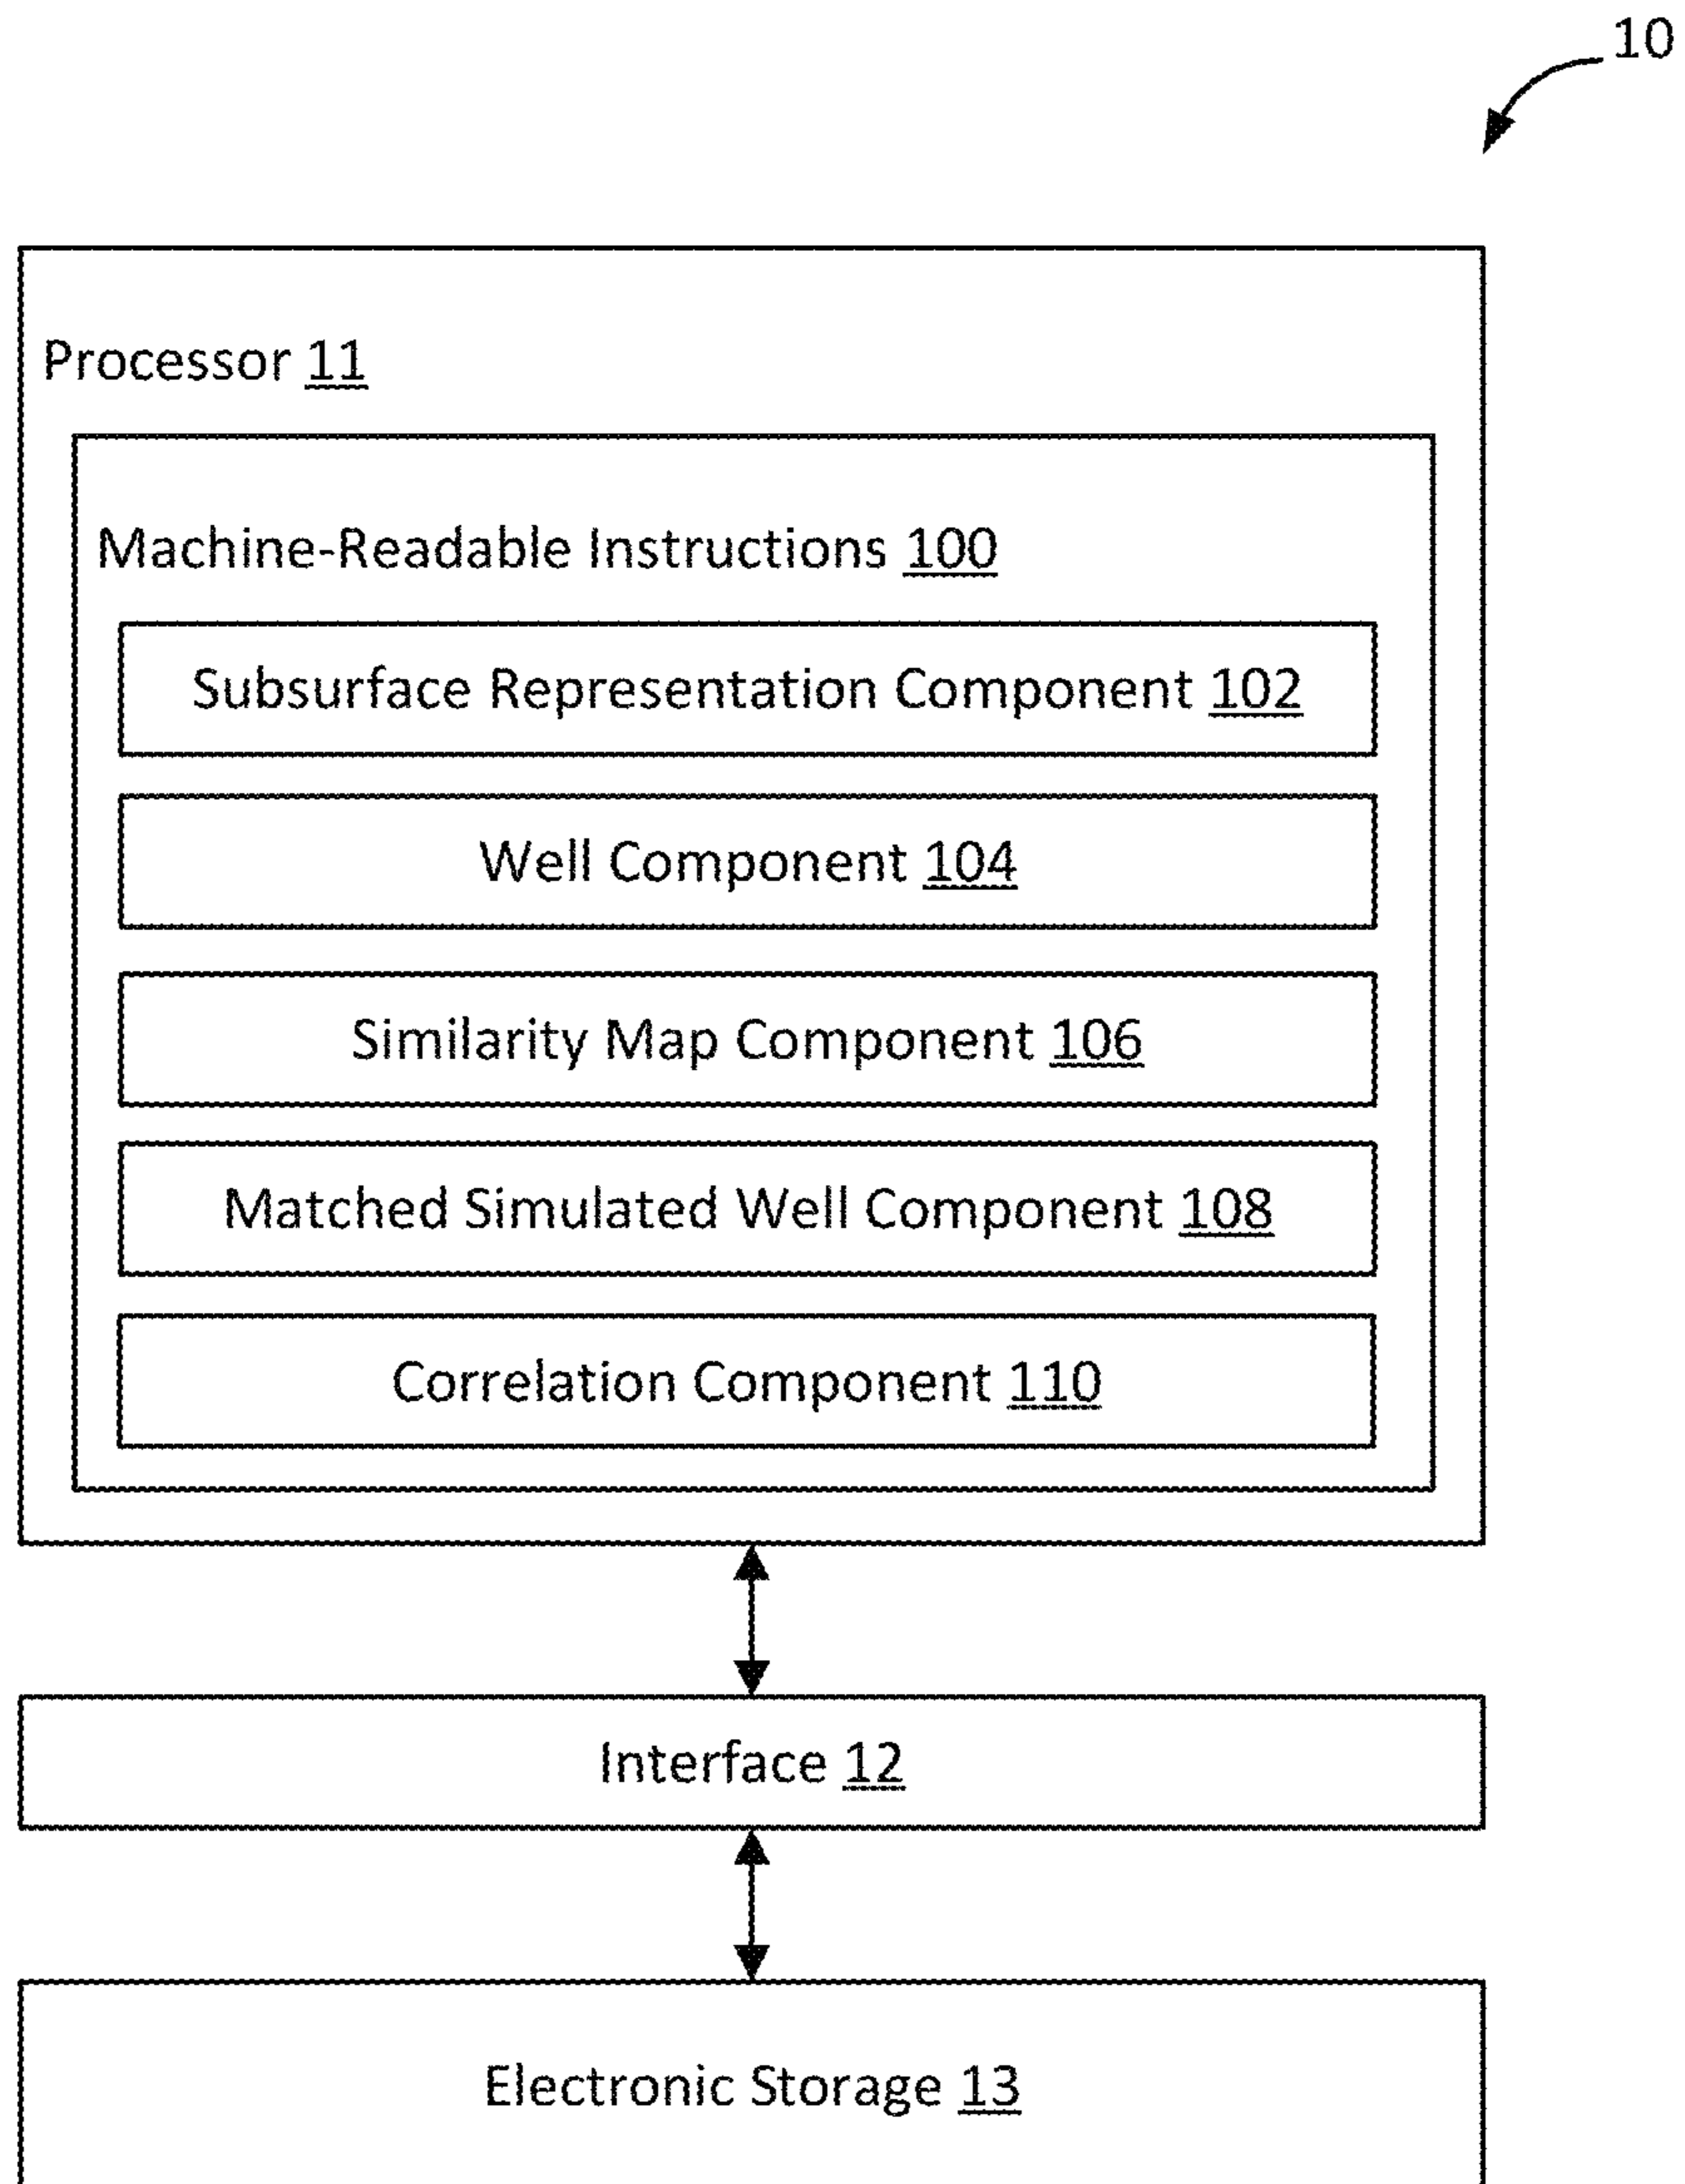 10
Processor 11
Machine-Readable Instructions 100
Subsurface Representation Component 102
Well Component 104
Similarity Map Component 106
Matched Simulated Well Component 108
Correlation Component 110
Interface 12
Electronic Storage 13